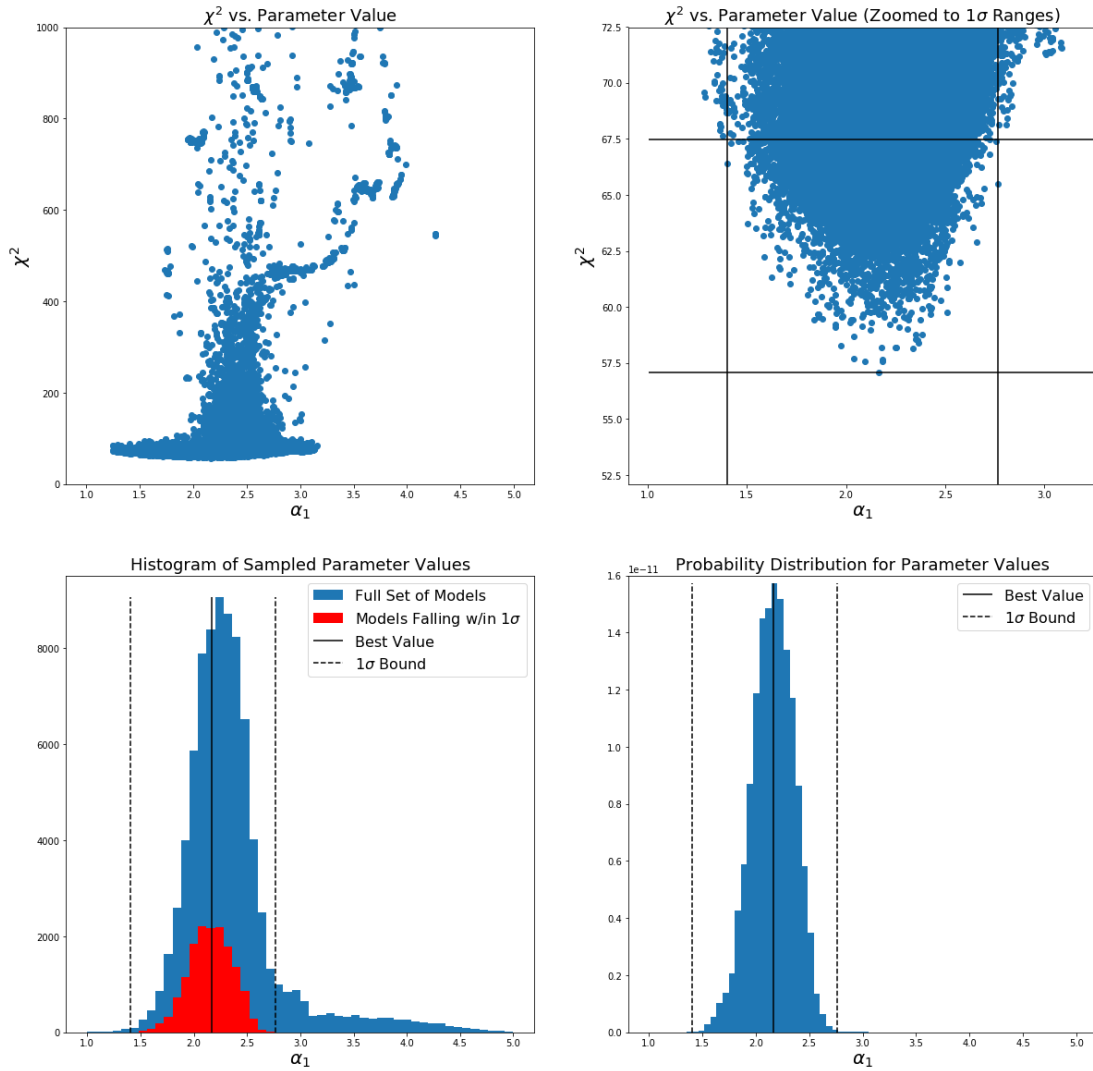 χ² vs. Parameter Value
1000
800
600
400
200
0
χ²
1.0 1.5 2.0 2.5 3.0 3.5 4.0 4.5 5.0
α₁
χ² vs. Parameter Value (Zoomed to 1σ Ranges)
72.5
70.0
67.5
65.0
62.5
60.0
57.5
55.0
52.5
χ²
1.0 1.5 2.0 2.5 3.0
α₁
Histogram of Sampled Parameter Values
Full Set of Models
Models Falling w/in 1σ
Best Value
1σ Bound
8000
6000
4000
2000
0
1.0 1.5 2.0 2.5 3.0 3.5 4.0 4.5 5.0
α₁
Probability Distribution for Parameter Values
1e−11
Best Value
1σ Bound
1.6
1.4
1.2
1.0
0.8
0.6
0.4
0.2
0.0
1.0 1.5 2.0 2.5 3.0 3.5 4.0 4.5 5.0
α₁